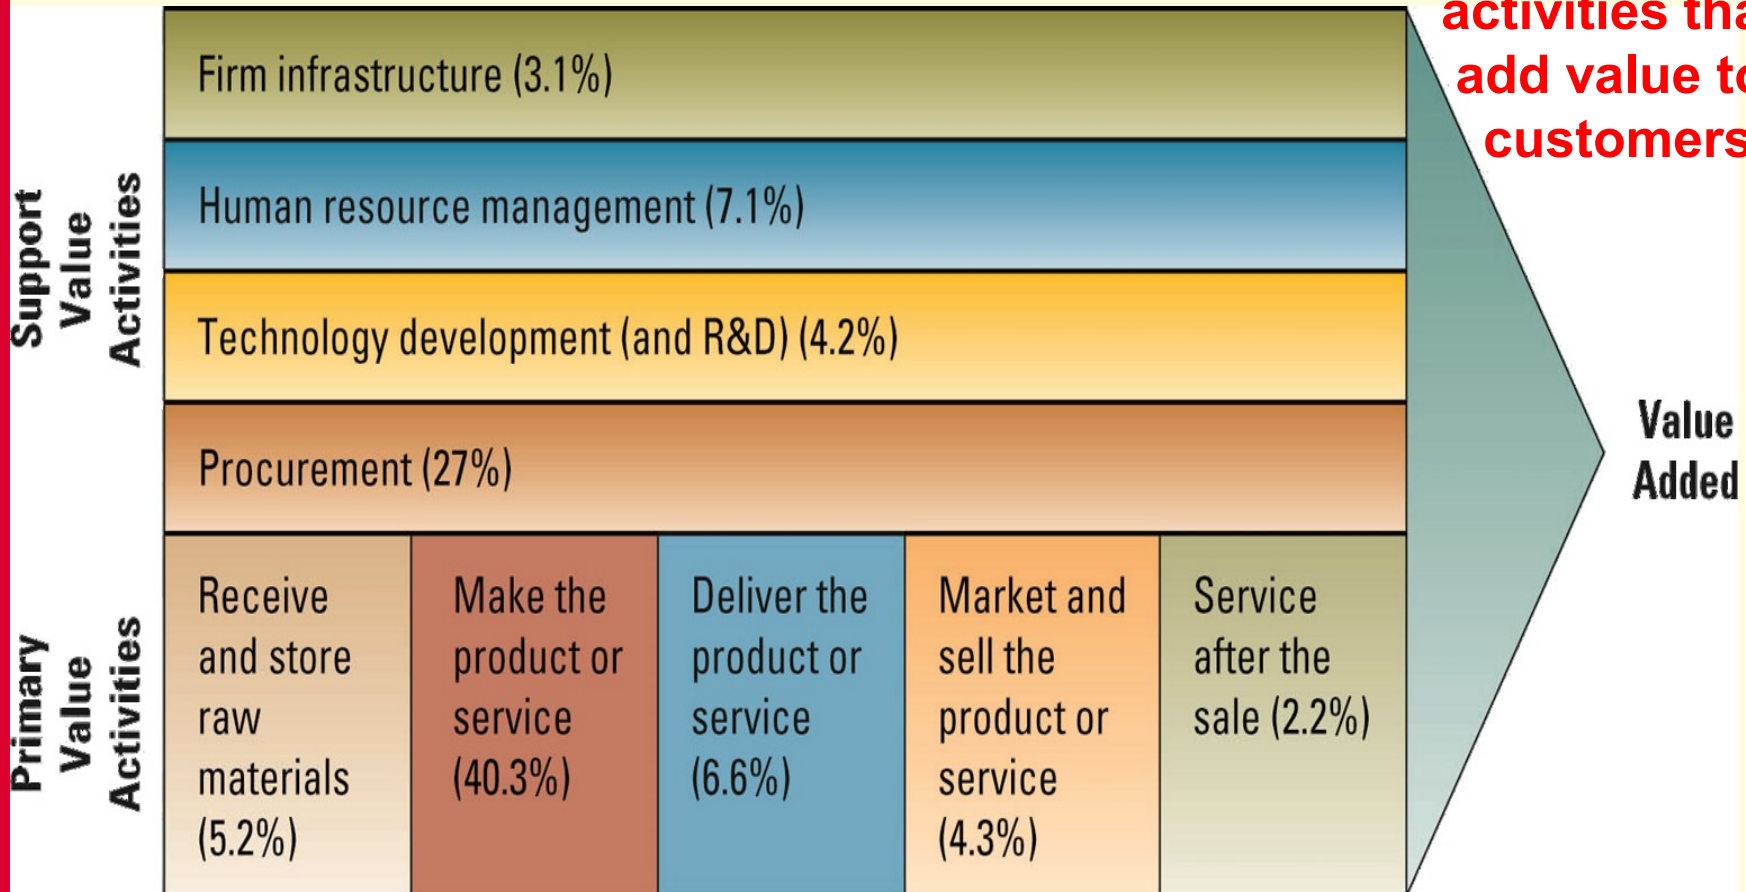 activities tha
add value to
customers
Support
Value
Activities
Firm infrastructure (3.1%)
Human resource management (7.1%)
Technology development (and R&D) (4.2%)
Procurement (27%)
Primary
Value
Activities
Receive
and store
raw
materials
(5.2%)
Make the
product or
service
(40.3%)
Deliver the
product or
service
(6.6%)
Market and
sell the
product or
service
(4.3%)
Service
after the
sale (2.2%)
Value
Added